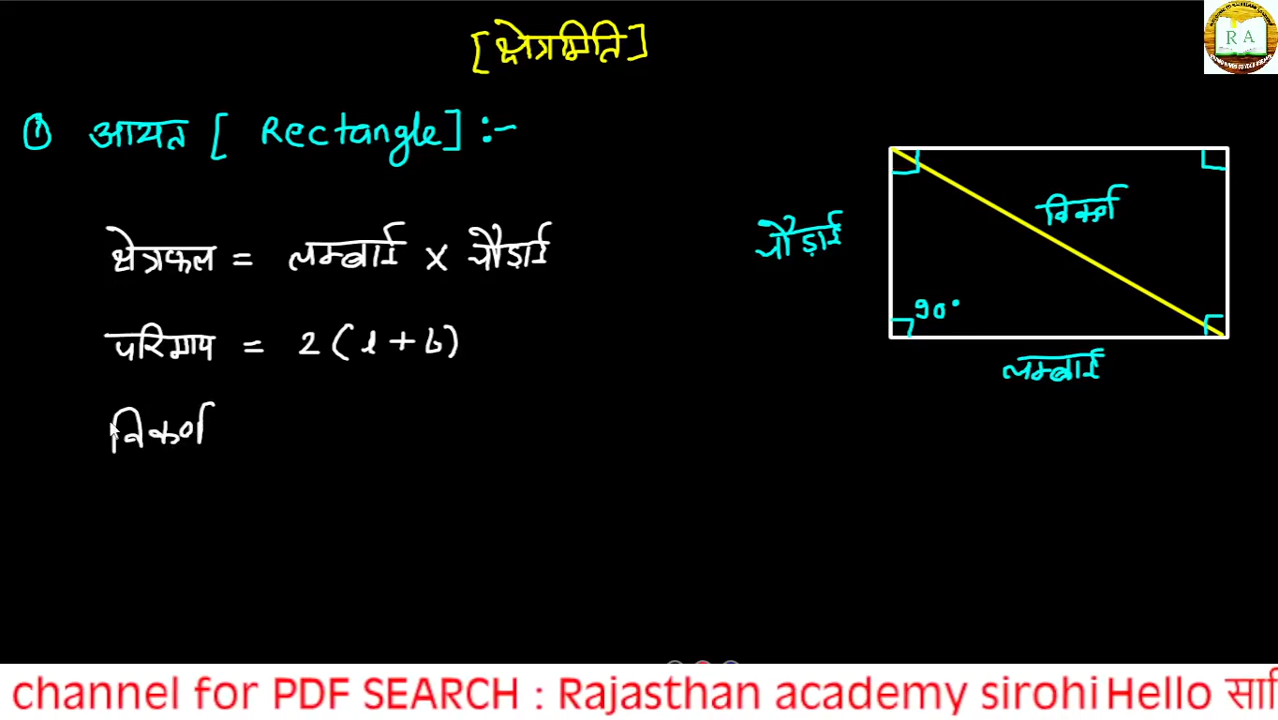 [क्षेत्रमिति]
R A
① आयत [ Rectangle] :-
क्षेत्रफल = लम्बाई × चौड़ाई
परिमाप = 2 (l + b)
विकर्ण
विकर्ण
चौड़ाई
90°
लम्बाई
channel for PDF SEARCH : Rajasthan academy sirohi Hello